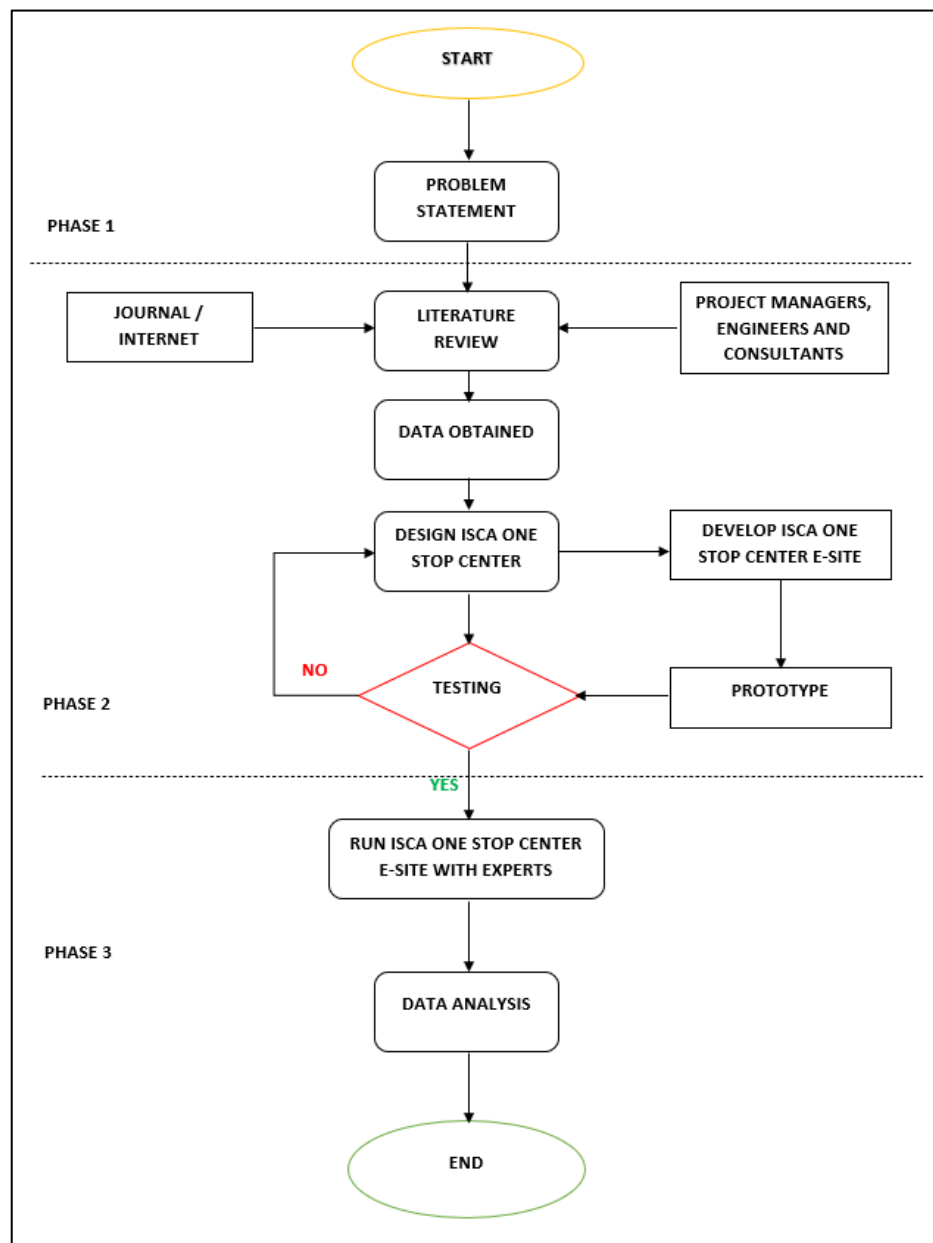 START
PROBLEM
STATEMENT
PHASE 1
JOURNAL /
INTERNET
LITERATURE
REVIEW
PROJECT MANAGERS,
ENGINEERS AND
CONSULTANTS
DATA OBTAINED
DESIGN ISCA ONE
STOP CENTER
DEVELOP ISCA ONE
STOP CENTER E-SITE
NO
TESTING
PROTOTYPE
PHASE 2
YES
RUN ISCA ONE STOP CENTER
E-SITE WITH EXPERTS
PHASE 3
DATA ANALYSIS
END